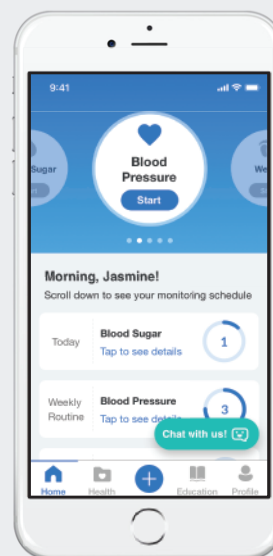 9:41
Sugar
Blood
Pressure
Start
We
Morning, Jasmine!
Scroll down to see your monitoring schedule
Today
Blood Sugar
Tap to see details
1
Weekly
Routine
Blood Pressure
Tap to see details
3
Chat with us!
Home
Health
Education
Profile